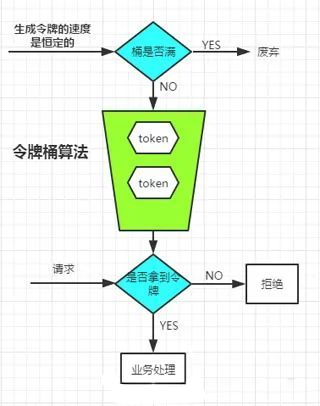 生成令牌的速度
是恒定的
桶是否满
YES
废弃
NO
token
令牌桶算法
token
请求
是否拿到令
牌
NO
拒绝
YES
业务处理